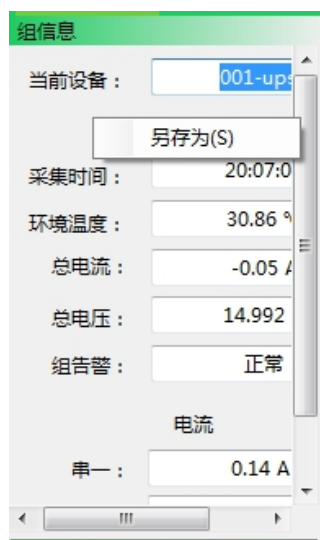 组信息
当前设备： 001-ups
另存为(S)
采集时间： 20:07:0
环境温度： 30.86 °
总电流： -0.05 A
总电压： 14.992
组告警： 正常
电流
串一： 0.14 A